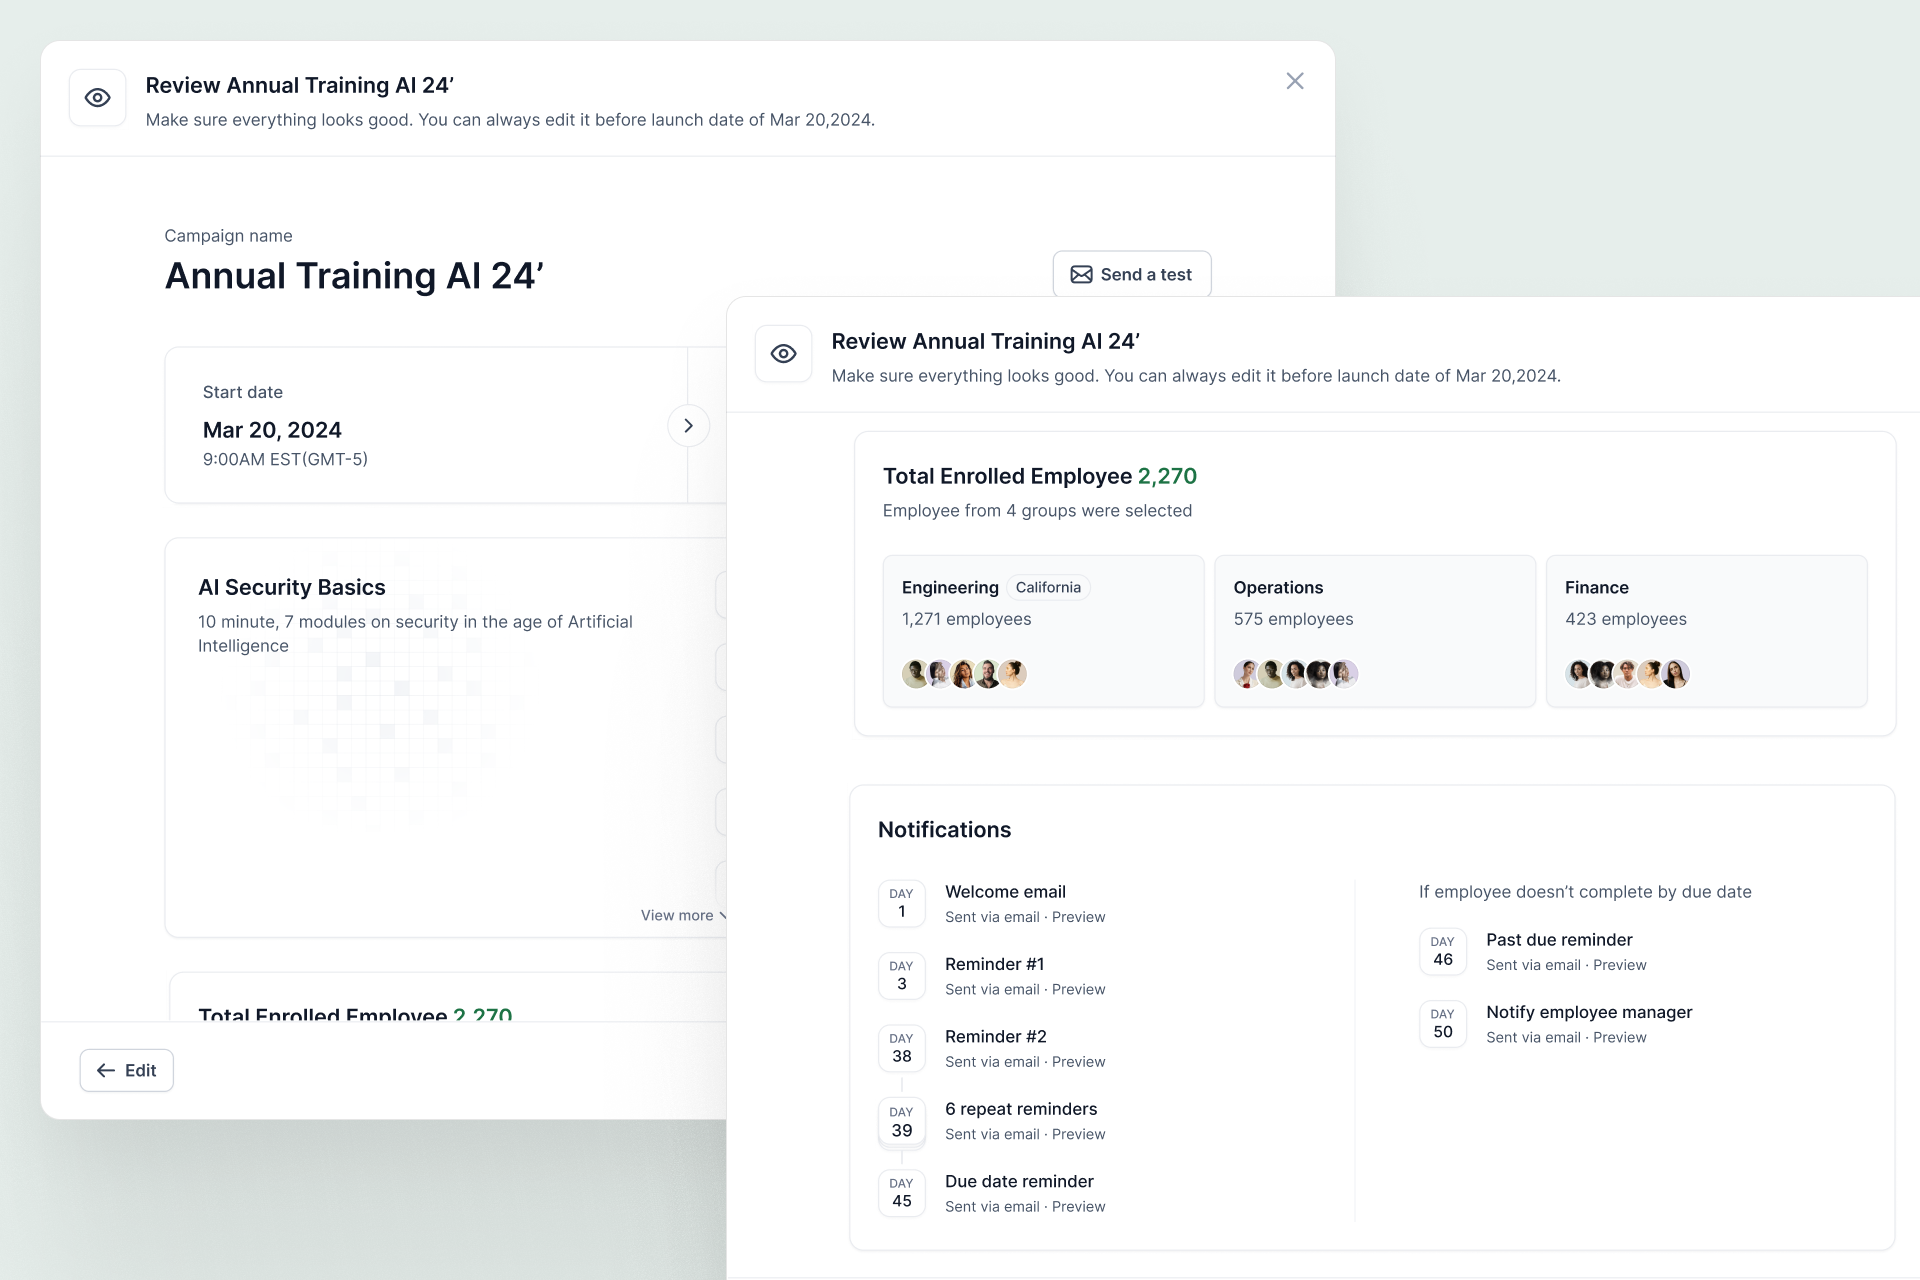 Review Annual Training AI 24’
Make sure everything looks good. You can always edit it before launch date of Mar 20,2024.
Campaign name
Annual Training AI 24’
Send a test
Start date
Mar 20, 2024
9:00AM EST(GMT-5)
AI Security Basics
10 minute, 7 modules on security in the age of Artificial
Intelligence
View more
Total Enrolled Employee 2,270
Edit
Review Annual Training AI 24’
Make sure everything looks good. You can always edit it before launch date of Mar 20,2024.
Total Enrolled Employee 2,270
Employee from 4 groups were selected
Engineering California
1,271 employees
Operations
575 employees
Finance
423 employees
Notifications
DAY
1
Welcome email
Sent via email · Preview
DAY
3
Reminder #1
Sent via email · Preview
DAY
38
Reminder #2
Sent via email · Preview
DAY
39
6 repeat reminders
Sent via email · Preview
DAY
45
Due date reminder
Sent via email · Preview
If employee doesn’t complete by due date
DAY
46
Past due reminder
Sent via email · Preview
DAY
50
Notify employee manager
Sent via email · Preview